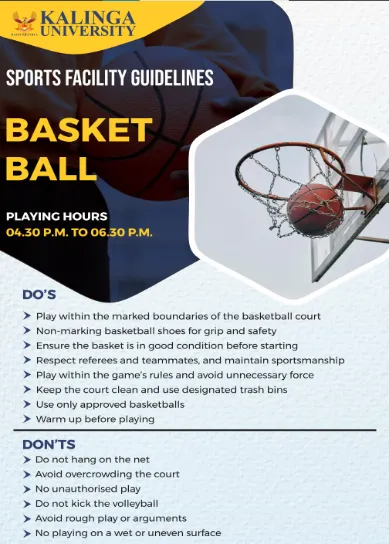 KALINGA
UNIVERSITY
SPORTS FACILITY GUIDELINES
BASKET
BALL
PLAYING HOURS
04.30 P.M. TO 06.30 P.M.
DO'S
Play within the marked boundaries of the basketball court
Non-marking basketball shoes for grip and safety
Ensure the basket is in good condition before starting
Respect referees and teammates, and maintain sportsmanship
Play within the game's rules and avoid unnecessary force
Keep the court clean and use designated trash bins
Use only approved basketballs
Warm up before playing
DON'TS
Do not hang on the net
Avoid overcrowding the court
No unauthorised play
Do not kick the volleyball
Avoid rough play or arguments
No playing on a wet or uneven surface